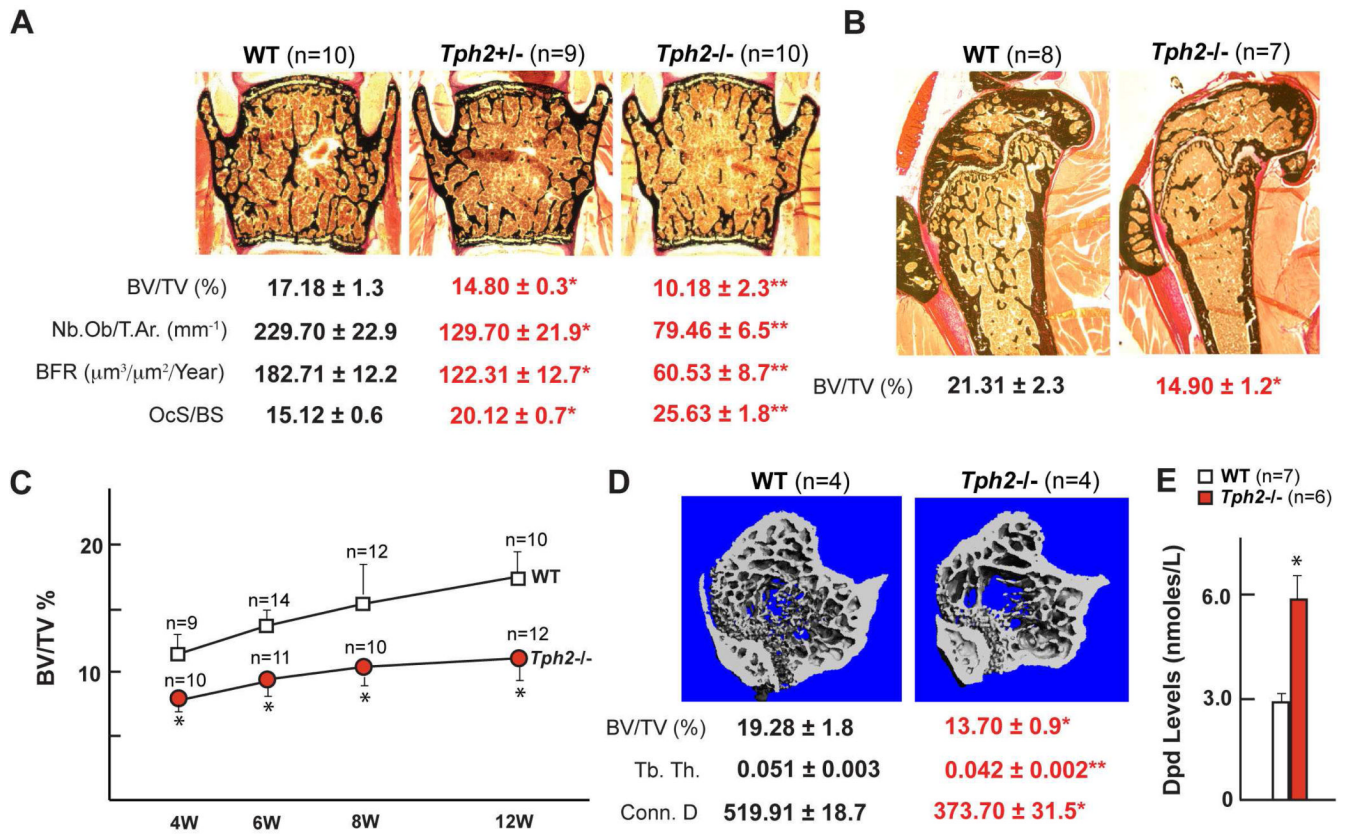 A
WT (n=10) Tph2+/- (n=9) Tph2-/- (n=10)
BV/TV (%) 17.18 ± 1.3 14.80 ± 0.3* 10.18 ± 2.3**
Nb.Ob/T.Ar. (mm⁻¹) 229.70 ± 22.9 129.70 ± 21.9* 79.46 ± 6.5**
BFR (μm³/μm²/Year) 182.71 ± 12.2 122.31 ± 12.7* 60.53 ± 8.7**
OcS/BS 15.12 ± 0.6 20.12 ± 0.7* 25.63 ± 1.8**
B
WT (n=8) Tph2-/- (n=7)
BV/TV (%) 21.31 ± 2.3 14.90 ± 1.2*
C
BV/TV %
20
10
n=9 n=14 n=12 n=10
WT
n=10 n=11 n=10 n=12
Tph2-/-
* * * *
4W 6W 8W 12W
D
WT (n=4) Tph2-/- (n=4)
BV/TV (%) 19.28 ± 1.8 13.70 ± 0.9*
Tb. Th. 0.051 ± 0.003 0.042 ± 0.002**
Conn. D 519.91 ± 18.7 373.70 ± 31.5*
E
WT (n=7)
Tph2-/- (n=6)
Dpd Levels (nmoles/L)
*
6.0
3.0
0